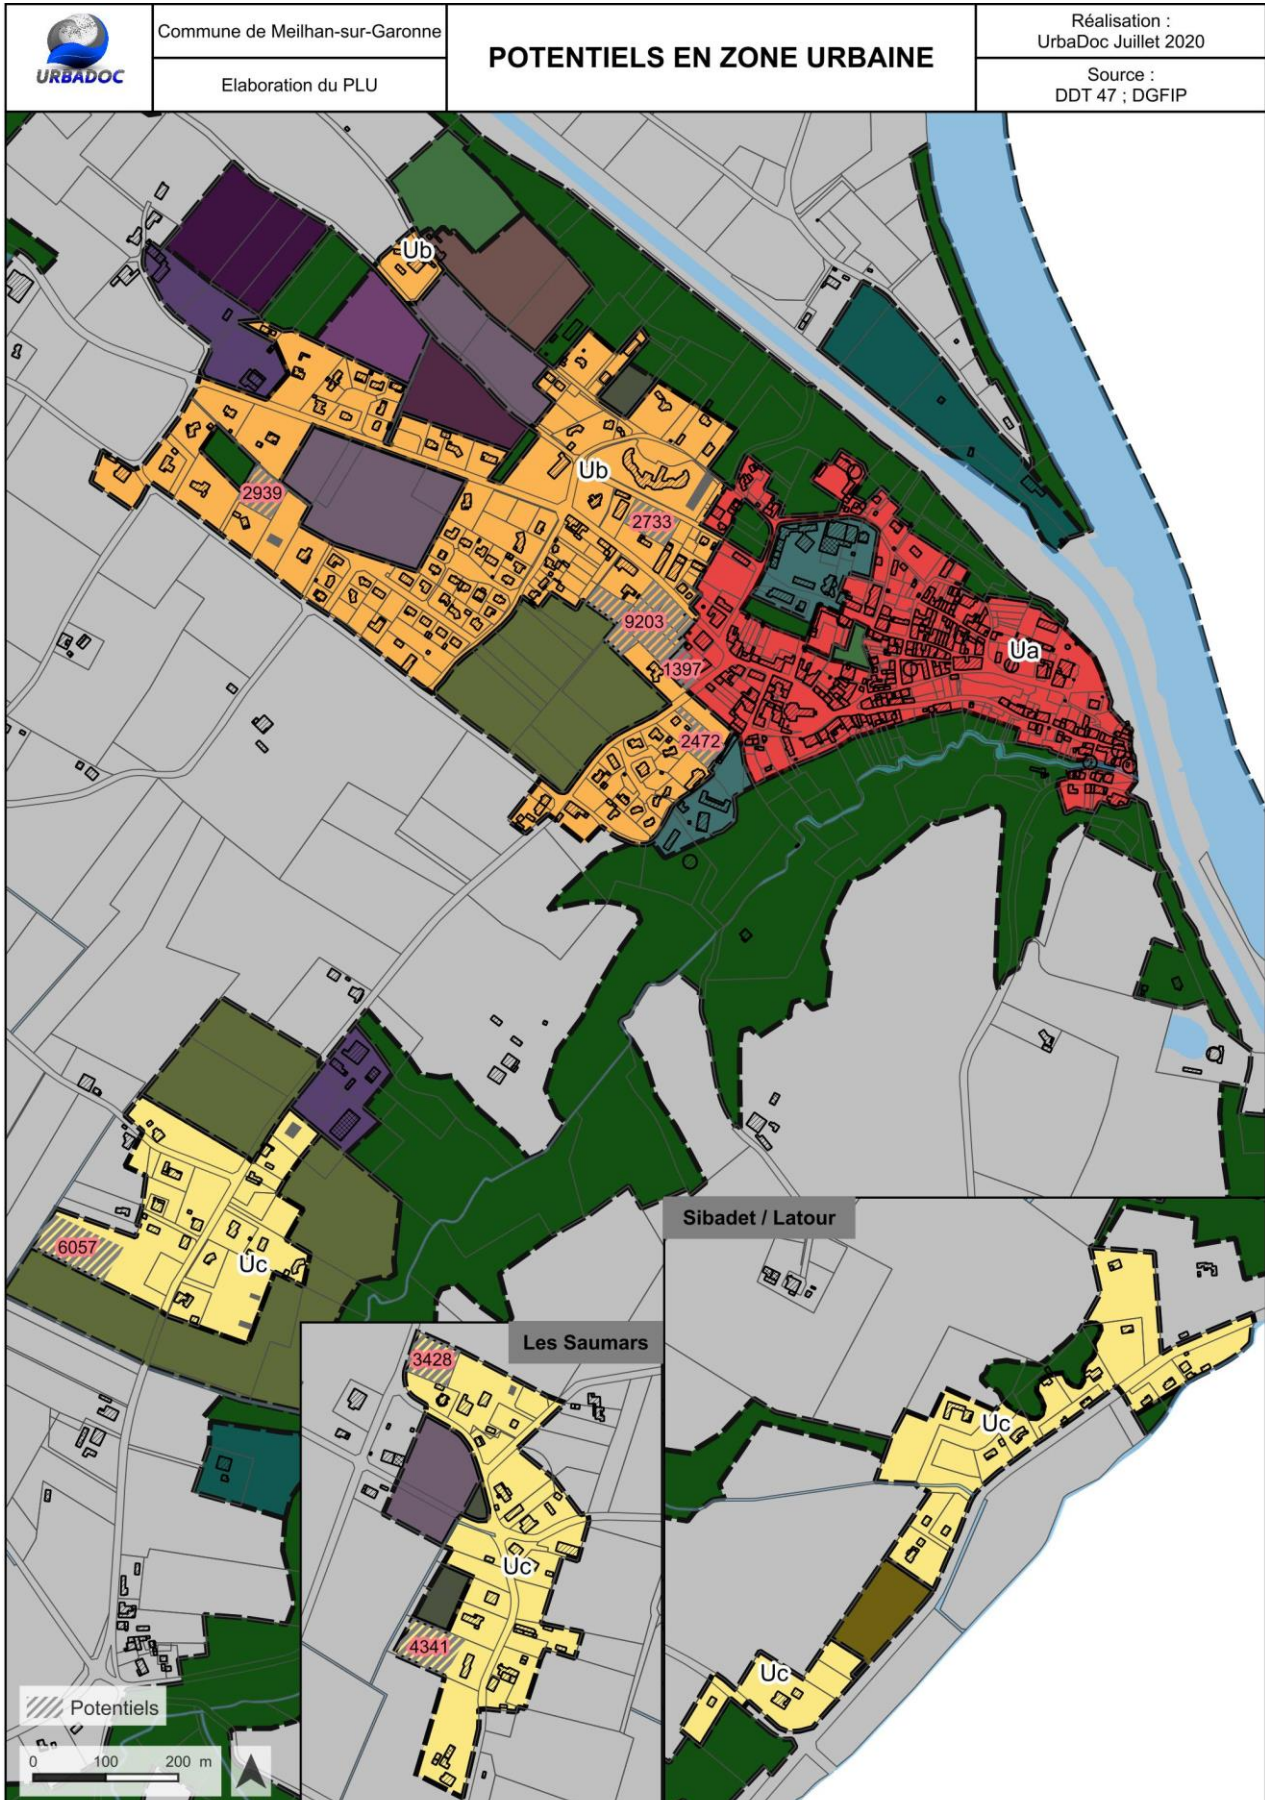 URBADOC
Commune de Meilhan-sur-Garonne
Elaboration du PLU
POTENTIELS EN ZONE URBAINE
Réalisation :
UrbaDoc Juillet 2020
Source :
DDT 47 ; DGFIP
Ub
Ub
2939
2733
9203
1397
Ua
2472
6057
Uc
Sibadet / Latour
Les Saumars
3428
Uc
Uc
4341
Uc
Potentiels
0 100 200 m